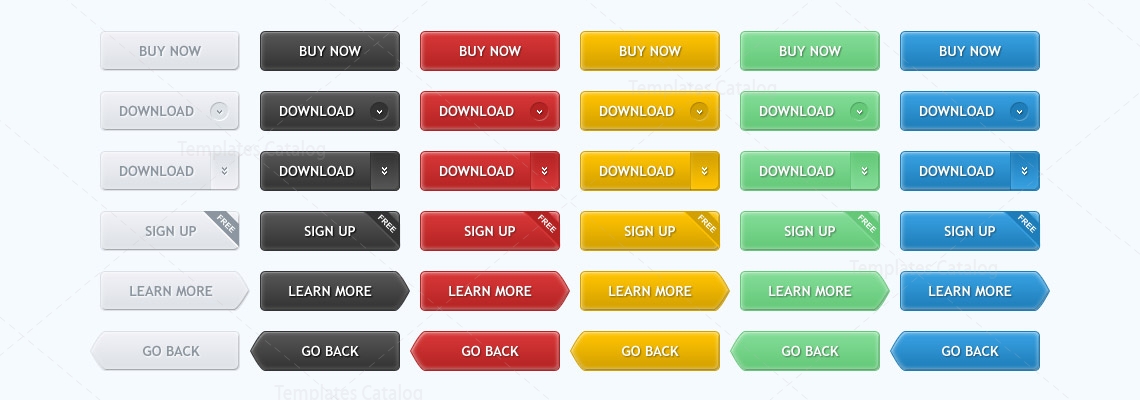 BUY NOW BUY NOW BUY NOW BUY NOW BUY NOW BUY NOW
Templates Catalog
DOWNLOAD DOWNLOAD DOWNLOAD DOWNLOAD DOWNLOAD DOWNLOAD
Templates Catalog
DOWNLOAD DOWNLOAD DOWNLOAD DOWNLOAD DOWNLOAD DOWNLOAD
SIGN UP FREE SIGN UP FREE SIGN UP FREE SIGN UP FREE SIGN UP FREE SIGN UP FREE
Templates Catalog
LEARN MORE LEARN MORE LEARN MORE LEARN MORE LEARN MORE LEARN MORE
GO BACK GO BACK GO BACK GO BACK GO BACK GO BACK
Templates Catalog